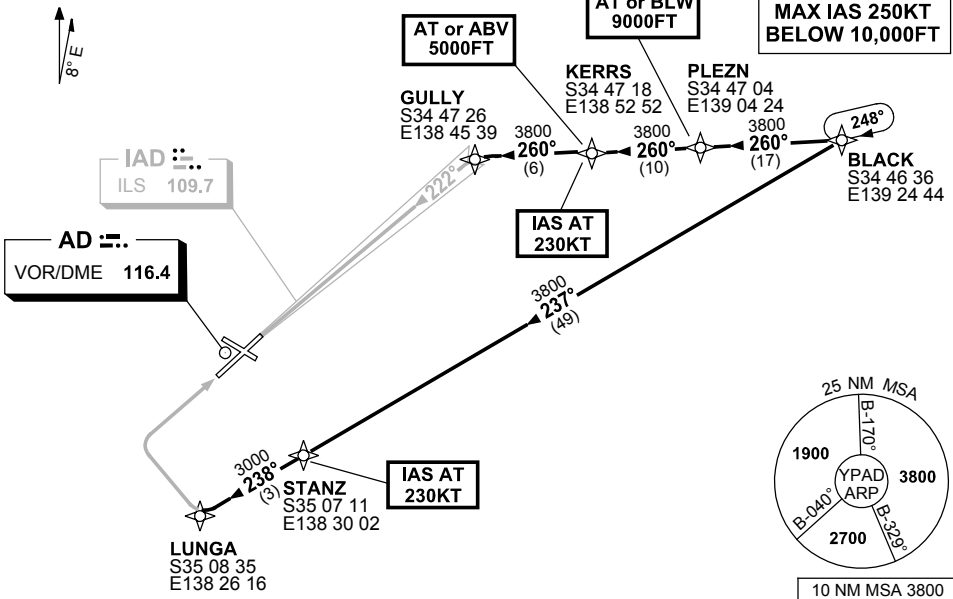 8° E
AT or ABV
5000FT
AT or BLW
9000FT
MAX IAS 250KT
BELOW 10,000FT
GULLY
S34 47 26
E138 45 39
KERRS
S34 47 18
E138 52 52
PLEZN
S34 47 04
E139 04 24
248°
3800
260°
(6)
3800
260°
(10)
3800
260°
(17)
BLACK
S34 46 36
E139 24 44
222°
IAD
ILS 109.7
IAS AT
230KT
AD
VOR/DME 116.4
3800
237°
(49)
3000
238°
(3)
STANZ
S35 07 11
E138 30 02
IAS AT
230KT
LUNGA
S35 08 35
E138 26 16
25 NM MSA
B-170°
1900
3800
YPAD
ARP
B-040°
B-329°
2700
10 NM MSA 3800